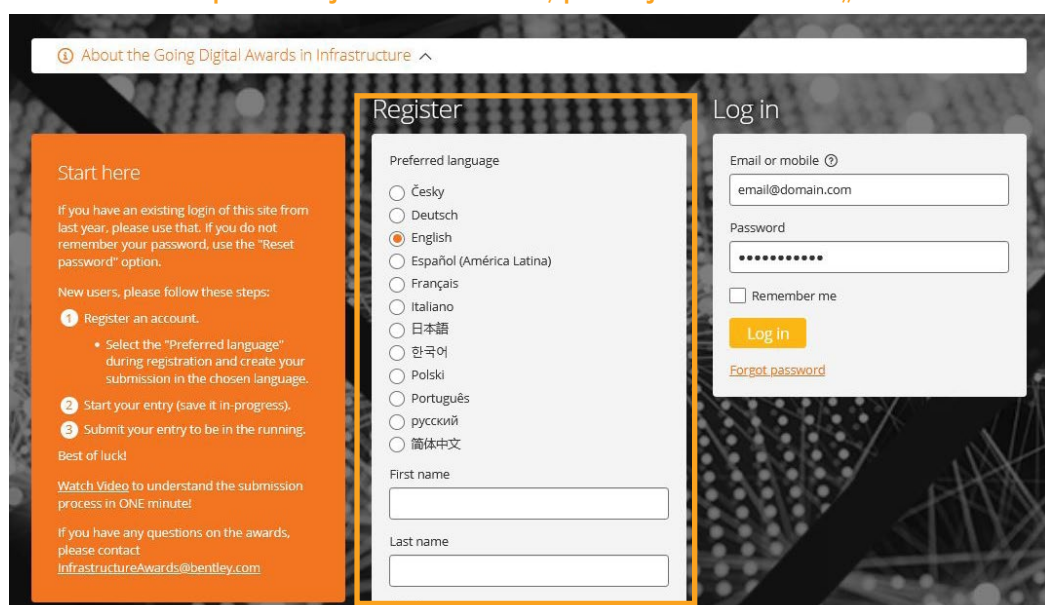 About the Going Digital Awards in Infrastructure
Start here
If you have an existing login of this site from
last year, please use that. If you do not
remember your password, use the "Reset
password" option.
New users, please follow these steps:
1 Register an account.
• Select the "Preferred language"
during registration and create your
submission in the chosen language.
2 Start your entry (save it in-progress).
3 Submit your entry to be in the running.
Best of luck!
Watch Video to understand the submission
process in ONE minute!
If you have any questions on the awards,
please contact
InfrastructureAwards@bentley.com
Register
Preferred language
Česky
Deutsch
English
Español (América Latina)
Français
Italiano
日本語
한국어
Polski
Português
русский
简体中文
First name
Last name
Log in
Email or mobile
email@domain.com
Password
Remember me
Log in
Forgot password